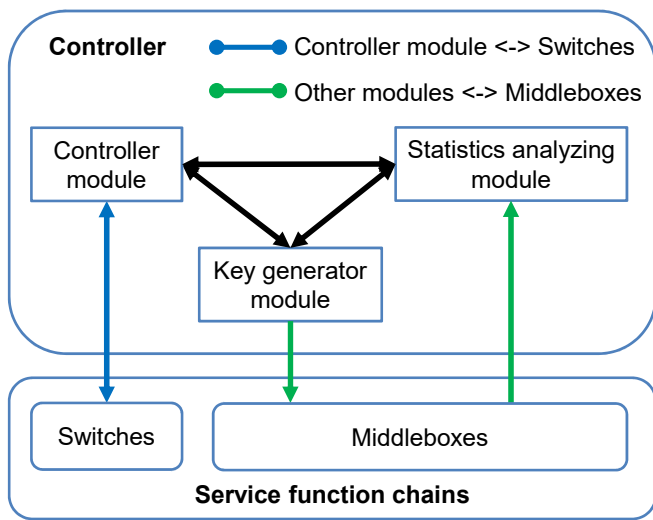 Controller
Controller module <-> Switches
Other modules <-> Middleboxes
Controller
module
Statistics analyzing
module
Key generator
module
Switches
Middleboxes
Service function chains